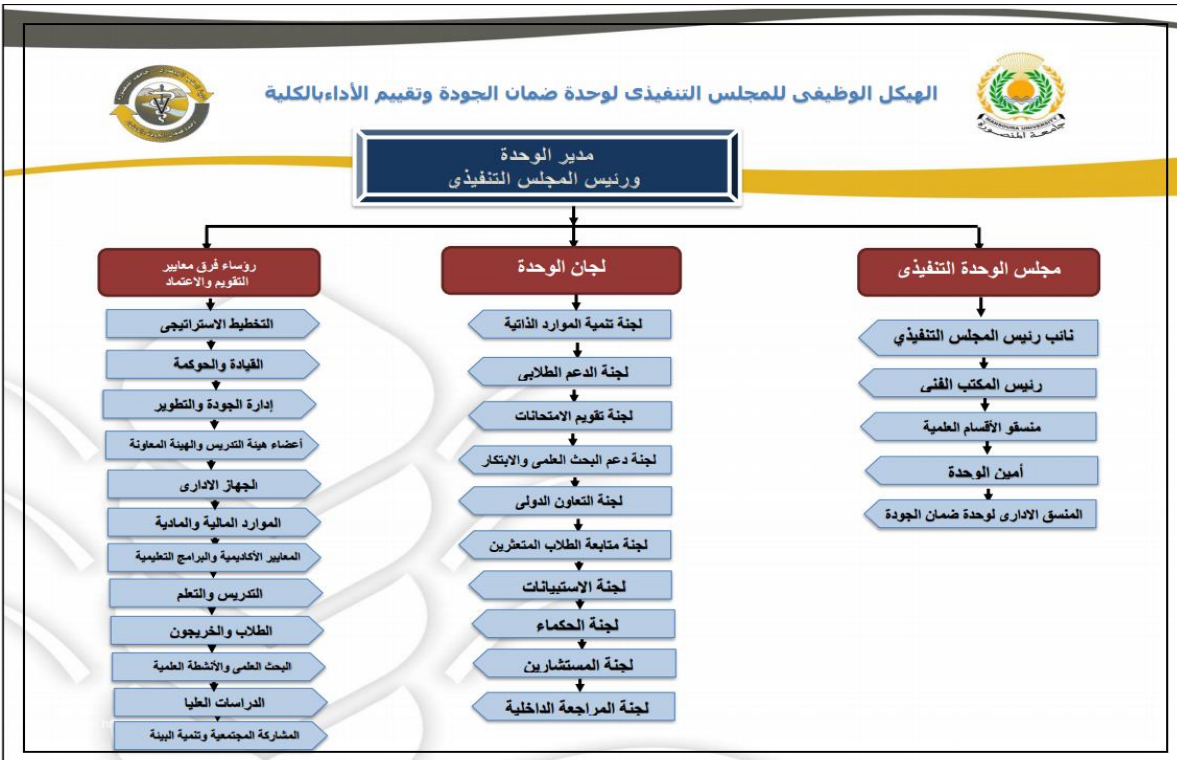 الهيكل الوظيفى للمجلس التنفيذى لوحدة ضمان الجودة وتقييم الأداءبالكلية
MANSOURA UNIVERSITY
جامعة المنصورة
مدير الوحدة
ورئيس المجلس التنفيذى
مجلس الوحدة التنفيذى
نائب رئيس المجلس التنفيذي
رئيس المكتب الفنى
منسقو الأقسام العلمية
أمين الوحدة
المنسق الادارى لوحدة ضمان الجودة
لجان الوحدة
لجنة تنمية الموارد الذاتية
لجنة الدعم الطلابى
لجنة تقويم الامتحانات
لجنة دعم البحث العلمى والابتكار
لجنة التعاون الدولى
لجنة متابعة الطلاب المتعثرين
لجنة الاستبيانات
لجنة الحكماء
لجنة المستشارين
لجنة المراجعة الداخلية
رؤساء فرق معايير
التقويم والاعتماد
التخطيط الاستراتيجى
القيادة والحوكمة
إدارة الجودة والتطوير
أعضاء هيئة التدريس والهيئة المعاونة
الجهاز الادارى
الموارد المالية والمادية
المعايير الأكاديمية والبرامج التعليمية
التدريس والتعلم
الطلاب والخريجون
البحث العلمى والأنشطة العلمية
الدراسات العليا
المشاركة المجتمعية وتنمية البيئة